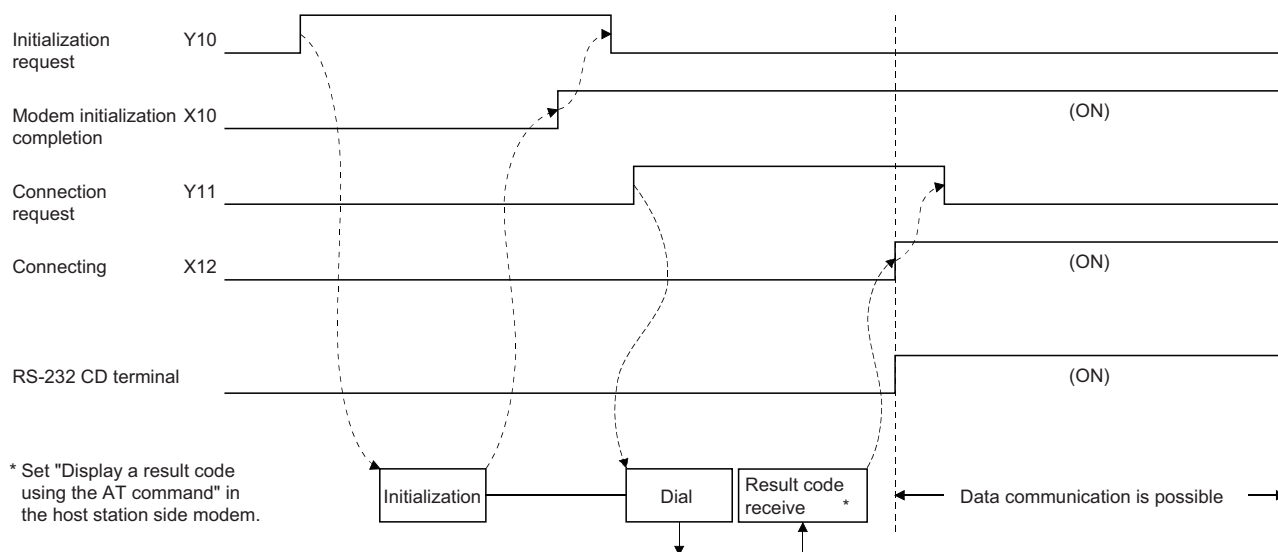 Initialization Y10
request
Modem initialization X10
completion
(ON)
Connection Y11
request
Connecting X12
(ON)
RS-232 CD terminal
(ON)
* Set "Display a result code
using the AT command" in
the host station side modem.
Initialization
Dial
Result code
receive *
Data communication is possible